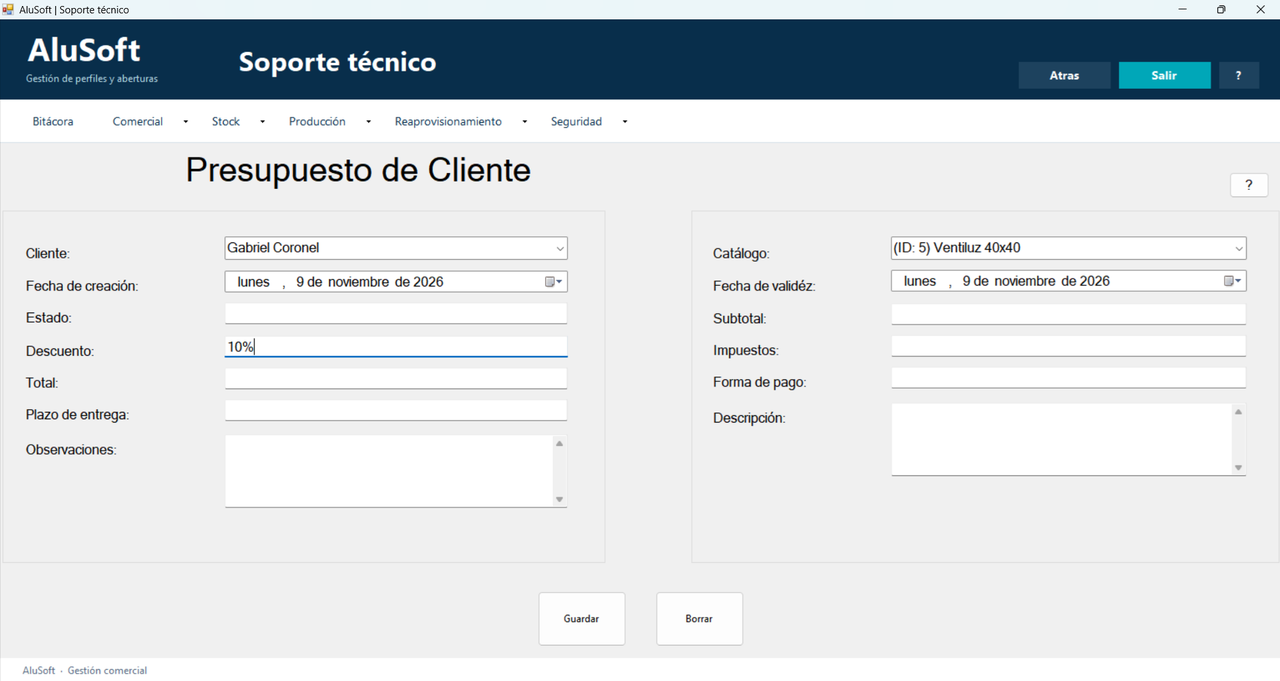 AluSoft | Soporte técnico
AluSoft
Gestión de perfiles y aberturas
Soporte técnico
Atras
Salir
?
Bitácora
Comercial
Stock
Producción
Reaprovisionamiento
Seguridad
Presupuesto de Cliente
?
Cliente:
Gabriel Coronel
Fecha de creación:
lunes , 9 de noviembre de 2026
Estado:
Descuento:
10%
Total:
Plazo de entrega:
Observaciones:
Catálogo:
(ID: 5) Ventiluz 40x40
Fecha de validéz:
lunes , 9 de noviembre de 2026
Subtotal:
Impuestos:
Forma de pago:
Descripción:
Guardar
Borrar
AluSoft · Gestión comercial